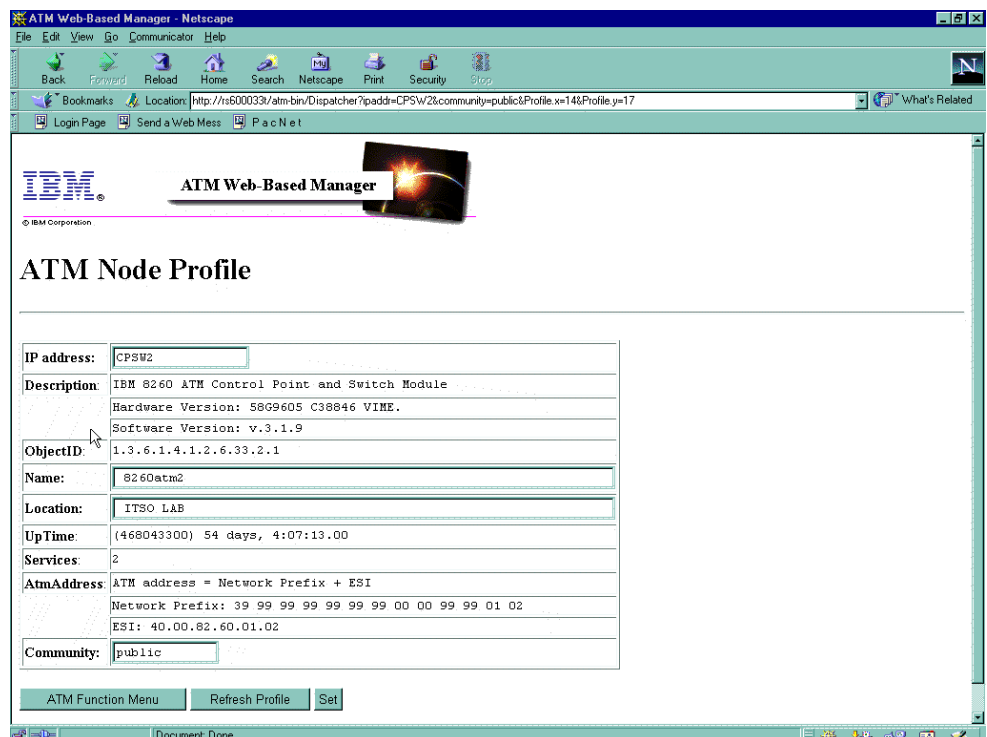 ATM Web-Based Manager - Netscape
File Edit View Go Communicator Help
Back Forward Reload Home Search Netscape Print Security Stop
Bookmarks Location: http://rs600033t/atm-bin/Dispatcher?ipaddr=CPSW2&community=public&Profile.x=14&Profile.y=17 What's Related
Login Page Send a Web Mess PacNet
IBM®
ATM Web-Based Manager
© IBM Corporation
ATM Node Profile
IP address: CPSW2
Description: IBM 8260 ATM Control Point and Switch Module
Hardware Version: 58G9605 C38846 VIME.
Software Version: v.3.1.9
ObjectID: 1.3.6.1.4.1.2.6.33.2.1
Name: 8260atm2
Location: ITSO LAB
UpTime: (468043300) 54 days, 4:07:13.00
Services: 2
AtmAddress: ATM address = Network Prefix + ESI
Network Prefix: 39 99 99 99 99 99 99 00 00 99 99 01 02
ESI: 40.00.82.60.01.02
Community: public
ATM Function Menu Refresh Profile Set
Document: Done